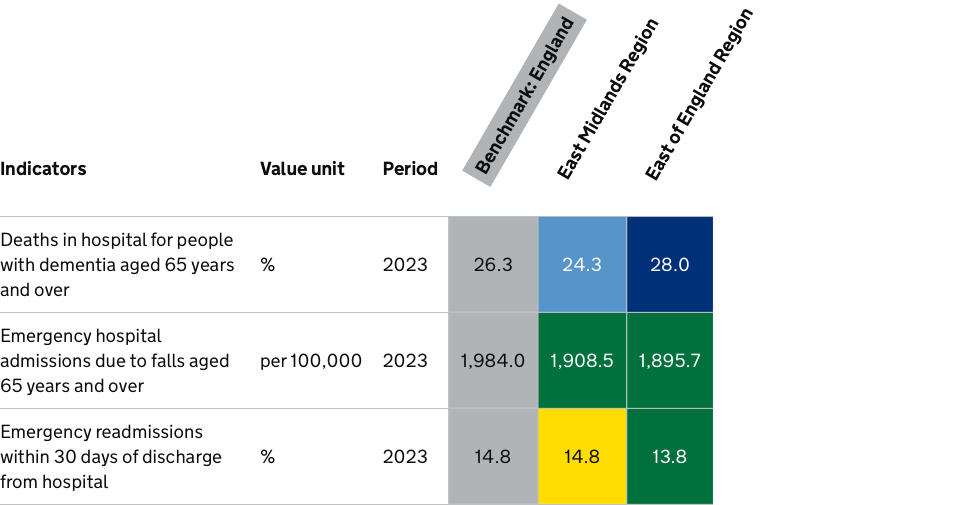 Benchmark: England
East Midlands Region
East of England Region
Indicators Value unit Period
Deaths in hospital for people
with dementia aged 65 years % 2023 26.3 24.3 28.0
and over
Emergency hospital
admissions due to falls aged per 100,000 2023 1,984.0 1,908.5 1,895.7
65 years and over
Emergency readmissions
within 30 days of discharge % 2023 14.8 14.8 13.8
from hospital